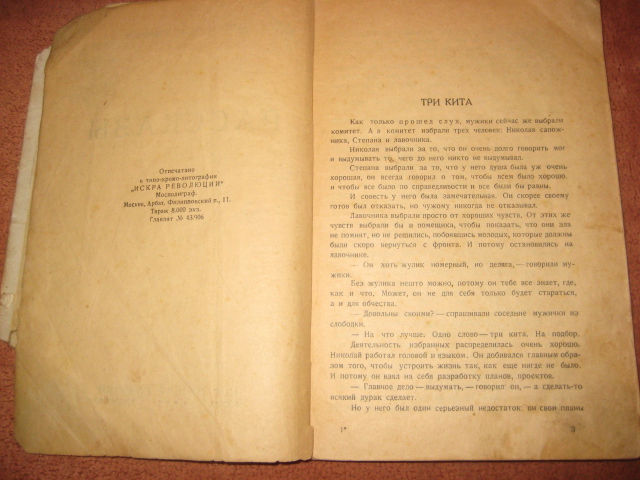 Отпечатано
в типо-хромо-литографии
„ИСКРА РЕВОЛЮЦИИ"
Мосполиграф.
Москва, Арбат, Филипповский п., 11.
Тираж 8.000 экз.
Главлит № 43/906
ТРИ КИТА
Как только прошел слух, мужики сейчас же выбрали
комитет. А в комитет избрали трех человек: Николая сапож-
ника, Степана и лавочника.
Николая выбрали за то, что он очень долго говорить мог
и выдумывать то, чего до него никто не выдумывал.
Степана выбрали за то, что у него душа была уж очень
хорошая, он всегда говорил о том, чтобы всем было хорошо
и чтобы все было по справедливости и все были бы равны.
И совесть у него была замечательная. Он скорее своему
готов был отказать, но чужому никогда не отказывал.
Лавочника выбрали просто от хороших чувств. От этих же
чувств выбрали бы и помещика, чтобы показать, что они зла
не помнят, но не решились, побоявшись молодых, которые должны
были скоро вернуться с фронта. И потому остановились на
лавочнике.
— Он хоть жулик номерный, но деляга,—говорили му-
жики.
Без жулика нешто можно, потому он тебе все знает, где,
как и что. Может, он не для себя только будет стараться,
а и для обчества.
— Довольны своими?—спрашивали соседние мужички из
слободки.
— На что лучше. Одно слово—три кита. На подбор.
Деятельность избранных распределилась очень хорошо.
Николай работал головой и языком. Он добивался главным обра-
зом того, чтобы устроить жизнь так, как еще нигде не было.
И потому он взял на себя разработку планов, проектов.
— Главное дело—выдумать,—говорил он,—а сделать-то
всякий дурак сделает.
Но у него был один серьезный недостаток: он свои планы
1*
3